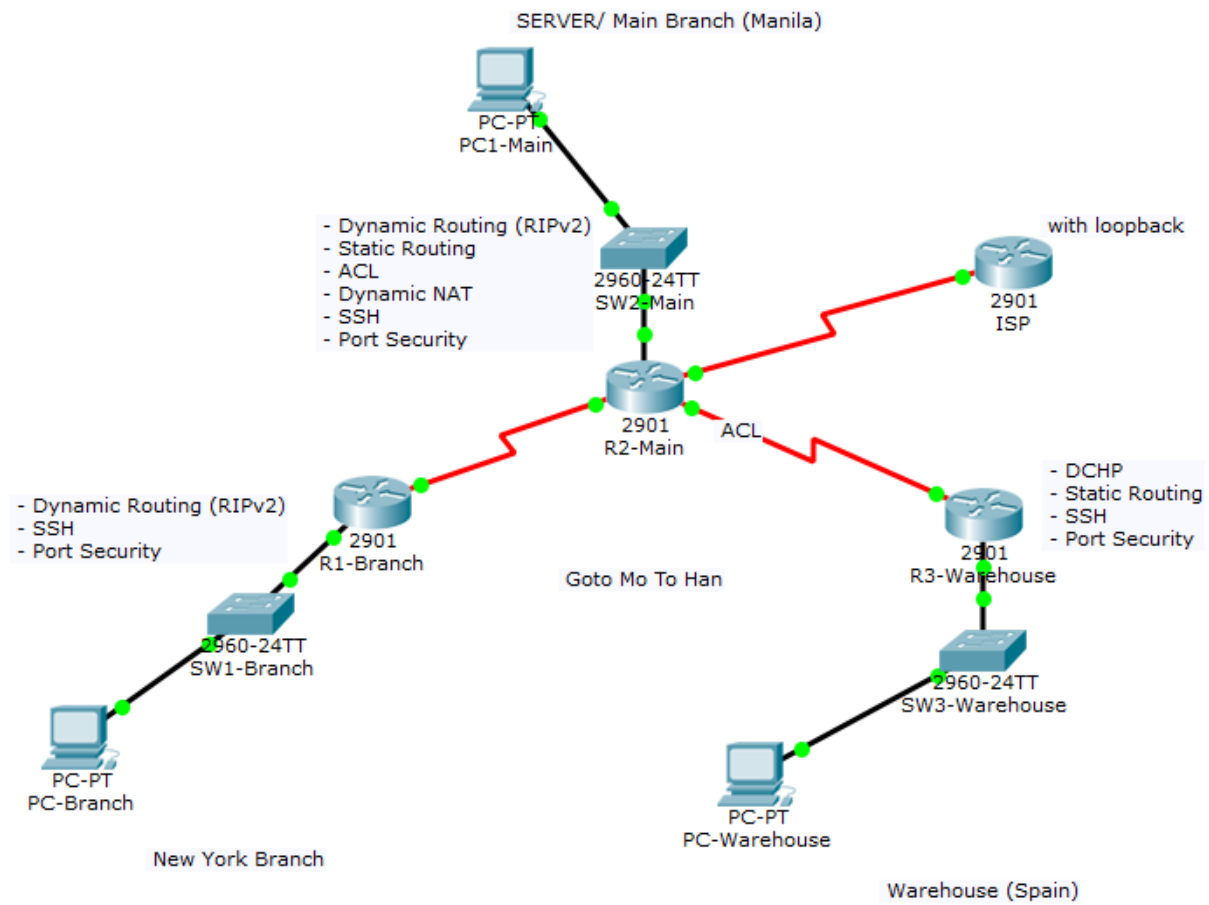 SERVER/ Main Branch (Manila)
PC-PT
PC1-Main
- Dynamic Routing (RIPv2)
- Static Routing
- ACL
- Dynamic NAT
- SSH
- Port Security
2960-24TT
SW2-Main
with loopback
2901
ISP
2901
R2-Main
ACL
- Dynamic Routing (RIPv2)
- SSH
- Port Security
2901
R1-Branch
- DCHP
- Static Routing
- SSH
- Port Security
2901
R3-Warehouse
Goto Mo To Han
2960-24TT
SW1-Branch
2960-24TT
SW3-Warehouse
PC-PT
PC-Branch
PC-PT
PC-Warehouse
New York Branch
Warehouse (Spain)